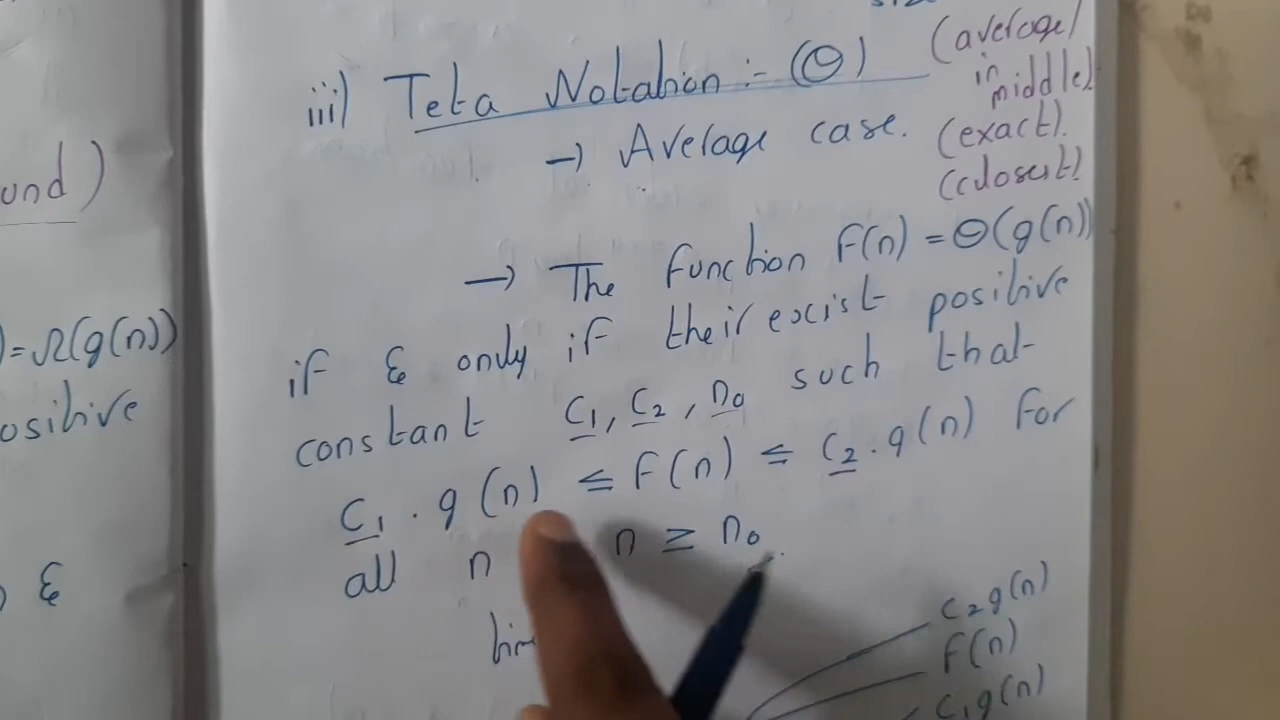 und)
)=Ω(g(n))
ositive
) &
iii) Teta Notation :- (Θ) (average/
in
middle)
→ Average case. (exact).
(closest)
→ The function F(n) = Θ(g(n))
if & only if their excist positive
constant C₁, C₂, n₀ such that
C₁ . g(n) ≤ F(n) ≤ C₂ . g(n) for
all n n ≥ n₀.
C₂g(n)
F(n)
C₁g(n)